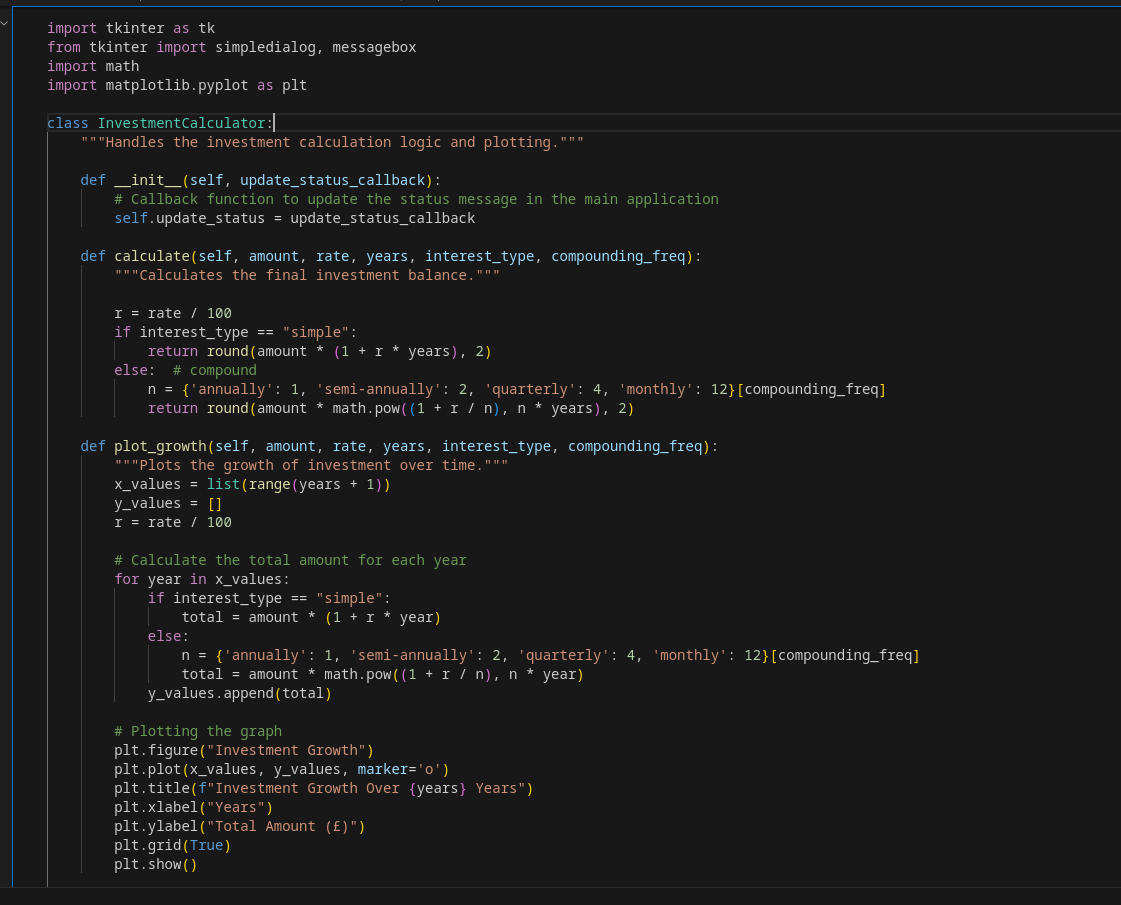 import tkinter as tk
from tkinter import simpledialog, messagebox
import math
import matplotlib.pyplot as plt

class InvestmentCalculator:
    """Handles the investment calculation logic and plotting."""

    def __init__(self, update_status_callback):
        # Callback function to update the status message in the main application
        self.update_status = update_status_callback

    def calculate(self, amount, rate, years, interest_type, compounding_freq):
        """Calculates the final investment balance."""

        r = rate / 100
        if interest_type == "simple":
            return round(amount * (1 + r * years), 2)
        else:  # compound
            n = {'annually': 1, 'semi-annually': 2, 'quarterly': 4, 'monthly': 12}[compounding_freq]
            return round(amount * math.pow((1 + r / n), n * years), 2)

    def plot_growth(self, amount, rate, years, interest_type, compounding_freq):
        """Plots the growth of investment over time."""
        x_values = list(range(years + 1))
        y_values = []
        r = rate / 100

        # Calculate the total amount for each year
        for year in x_values:
            if interest_type == "simple":
                total = amount * (1 + r * year)
            else:
                n = {'annually': 1, 'semi-annually': 2, 'quarterly': 4, 'monthly': 12}[compounding_freq]
                total = amount * math.pow((1 + r / n), n * year)
            y_values.append(total)

        # Plotting the graph
        plt.figure("Investment Growth")
        plt.plot(x_values, y_values, marker='o')
        plt.title(f"Investment Growth Over {years} Years")
        plt.xlabel("Years")
        plt.ylabel("Total Amount (£)")
        plt.grid(True)
        plt.show()